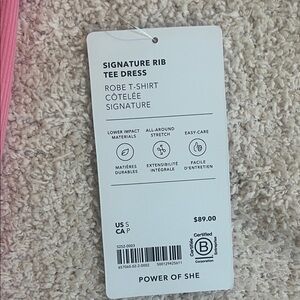 SIGNATURE RIB
TEE DRESS
ROBE T-SHIRT
CÔTELÉE
SIGNATURE
LOWER IMPACT MATERIALS
ALL-AROUND STRETCH
EASY-CARE
MATIÈRES DURABLES
EXTENSIBILITÉ INTÉGRALE
FACILE D'ENTRETIEN
US S
CA P
$89.00
Certified
B
Corporation
POWER OF SHE